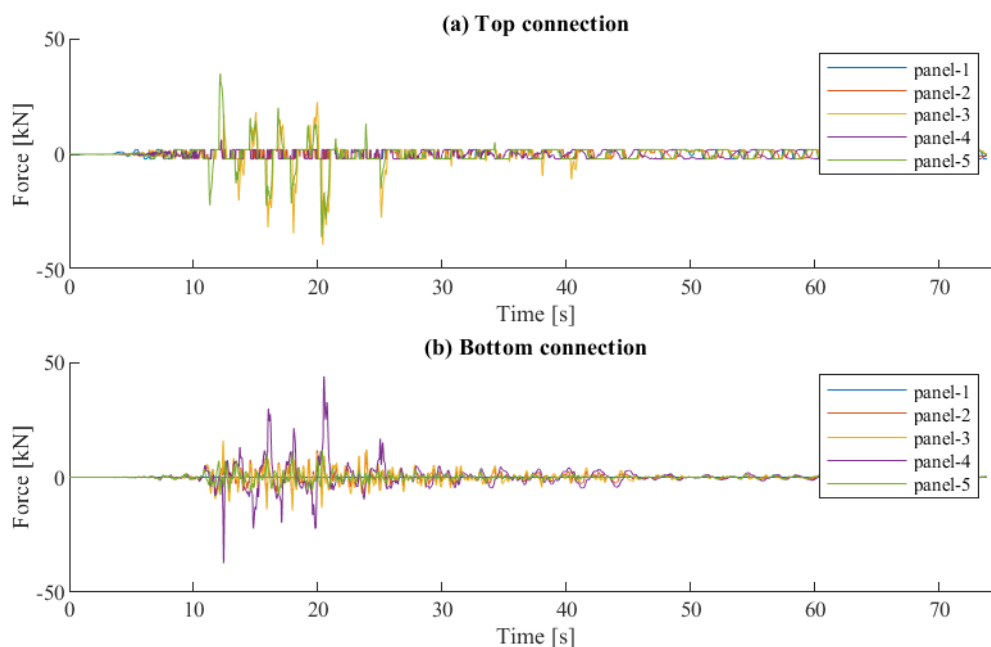 (a) Top connection
50
0
-50
Force [kN]
panel-1
panel-2
panel-3
panel-4
panel-5
0 10 20 30 40 50 60 70
Time [s]
(b) Bottom connection
50
0
-50
Force [kN]
panel-1
panel-2
panel-3
panel-4
panel-5
0 10 20 30 40 50 60 70
Time [s]